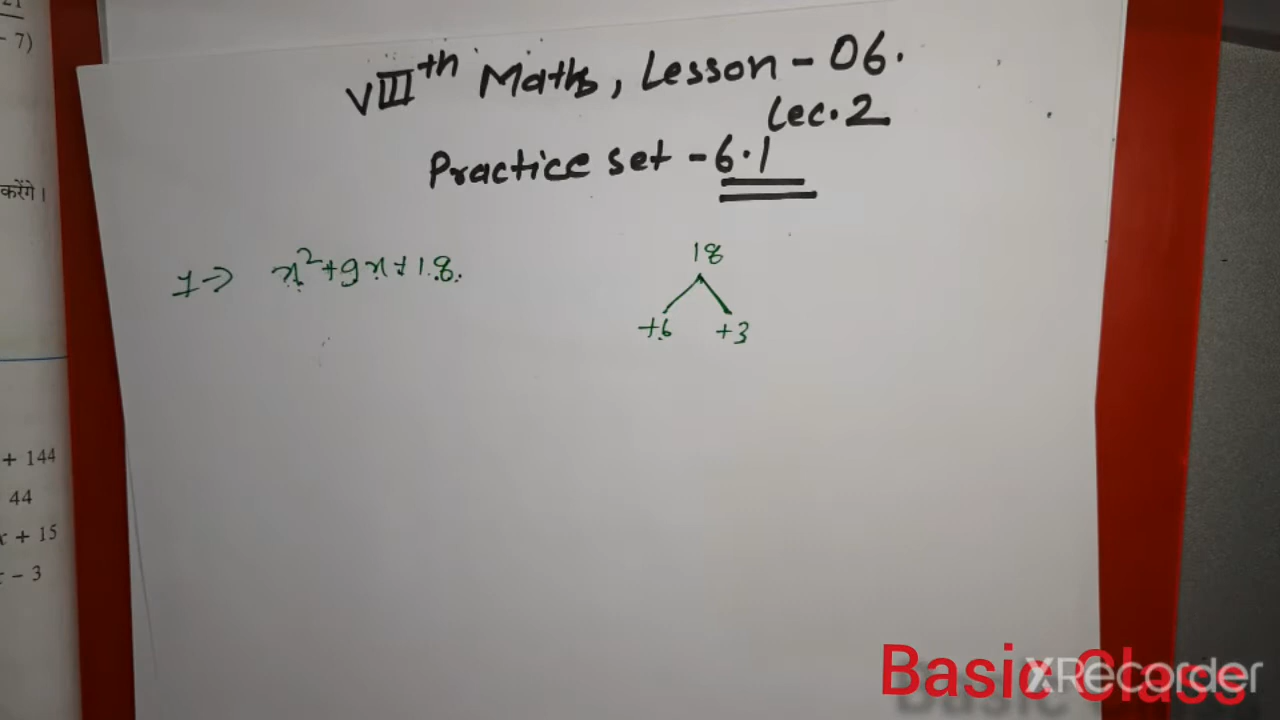 21
- 7)
करेंगे।
+ 144
44
x + 15
- 3
VIIIth Maths, Lesson - 06.
Lec. 2
Practice set - 6.1
1→ x²+9x+18.
18
+6 +3
Basic Class
XRecorder